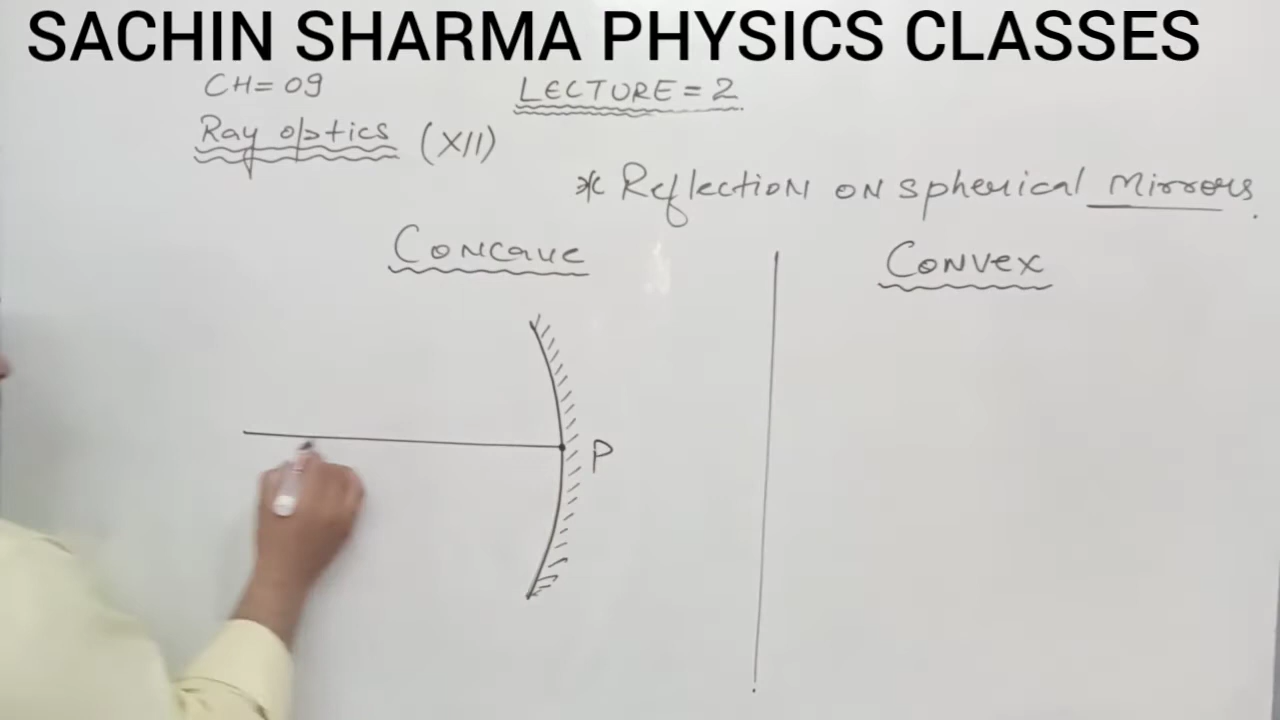 SACHIN SHARMA PHYSICS CLASSES
CH=09
LECTURE = 2
Ray optics (XII)
* Reflection on spherical Mirrors.
Concave
Convex
P